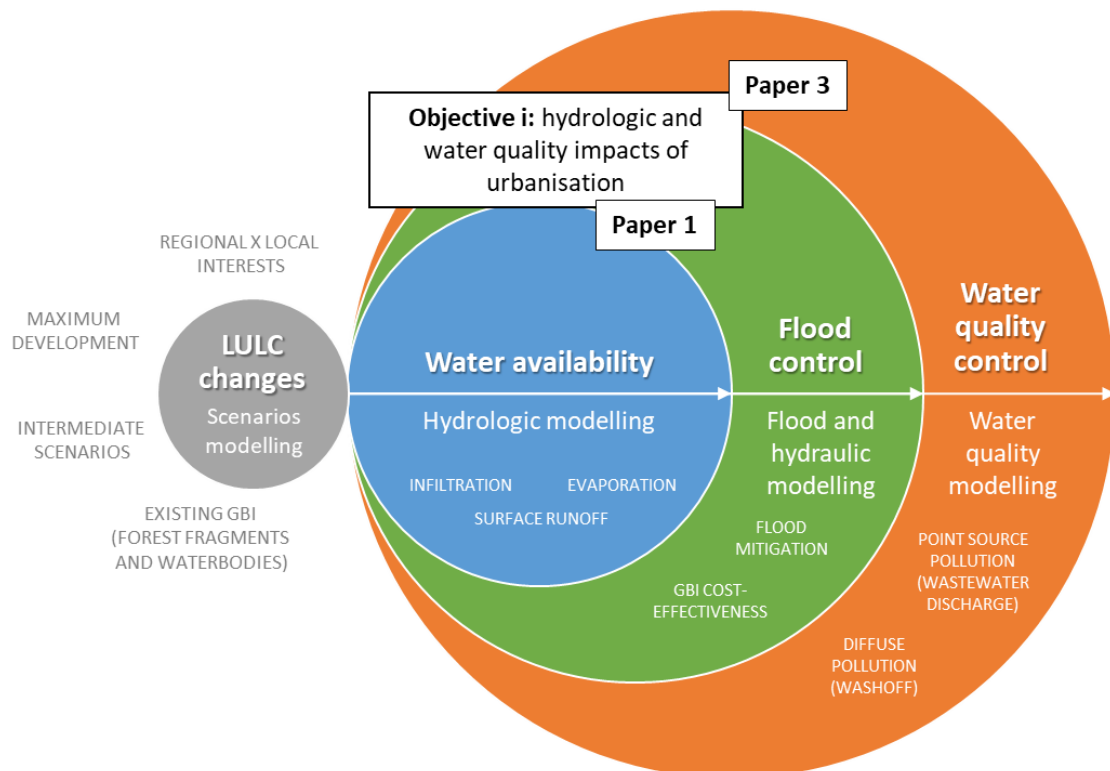 Paper 3
Objective i: hydrologic and
water quality impacts of
urbanisation
Paper 1
REGIONAL X LOCAL
INTERESTS
MAXIMUM
DEVELOPMENT
INTERMEDIATE
SCENARIOS
EXISTING GBI
(FOREST FRAGMENTS
AND WATERBODIES)
LULC
changes
Scenarios
modelling
Water availability
Hydrologic modelling
INFILTRATION
EVAPORATION
SURFACE RUNOFF
Flood
control
Flood and
hydraulic
modelling
FLOOD
MITIGATION
GBI COST-
EFFECTIVENESS
Water
quality
control
Water
quality
modelling
POINT SOURCE
POLLUTION
(WASTEWATER
DISCHARGE)
DIFFUSE
POLLUTION
(WASHOFF)